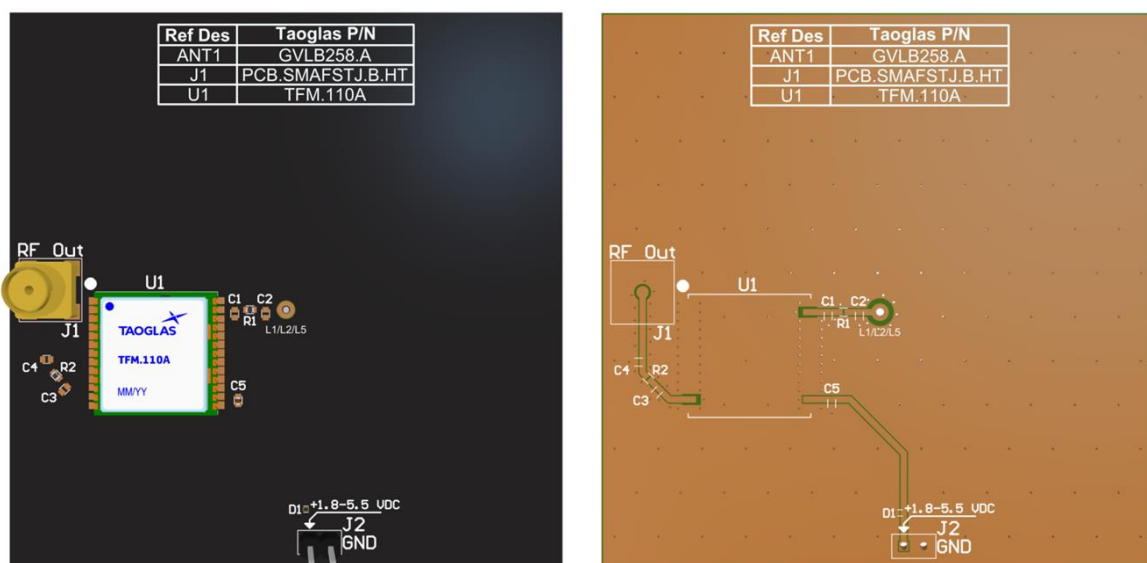 Ref Des Taoglas P/N
ANT1 GVLB258.A
J1 PCB.SMAFSTJ.B.HT
U1 TFM.110A
RF Out
U1
J1
C1 C2
R1
L1/L2/L5
TAOGLAS
TFM.110A
MM/YY
C4 R2
C3
C5
D1 +1.8-5.5 VDC
J2
GND
Ref Des Taoglas P/N
ANT1 GVLB258.A
J1 PCB.SMAFSTJ.B.HT
U1 TFM.110A
RF Out
U1
J1
C1 C2
R1
L1/L2/L5
C4 R2
C3
C5
D1 +1.8-5.5 VDC
J2
GND